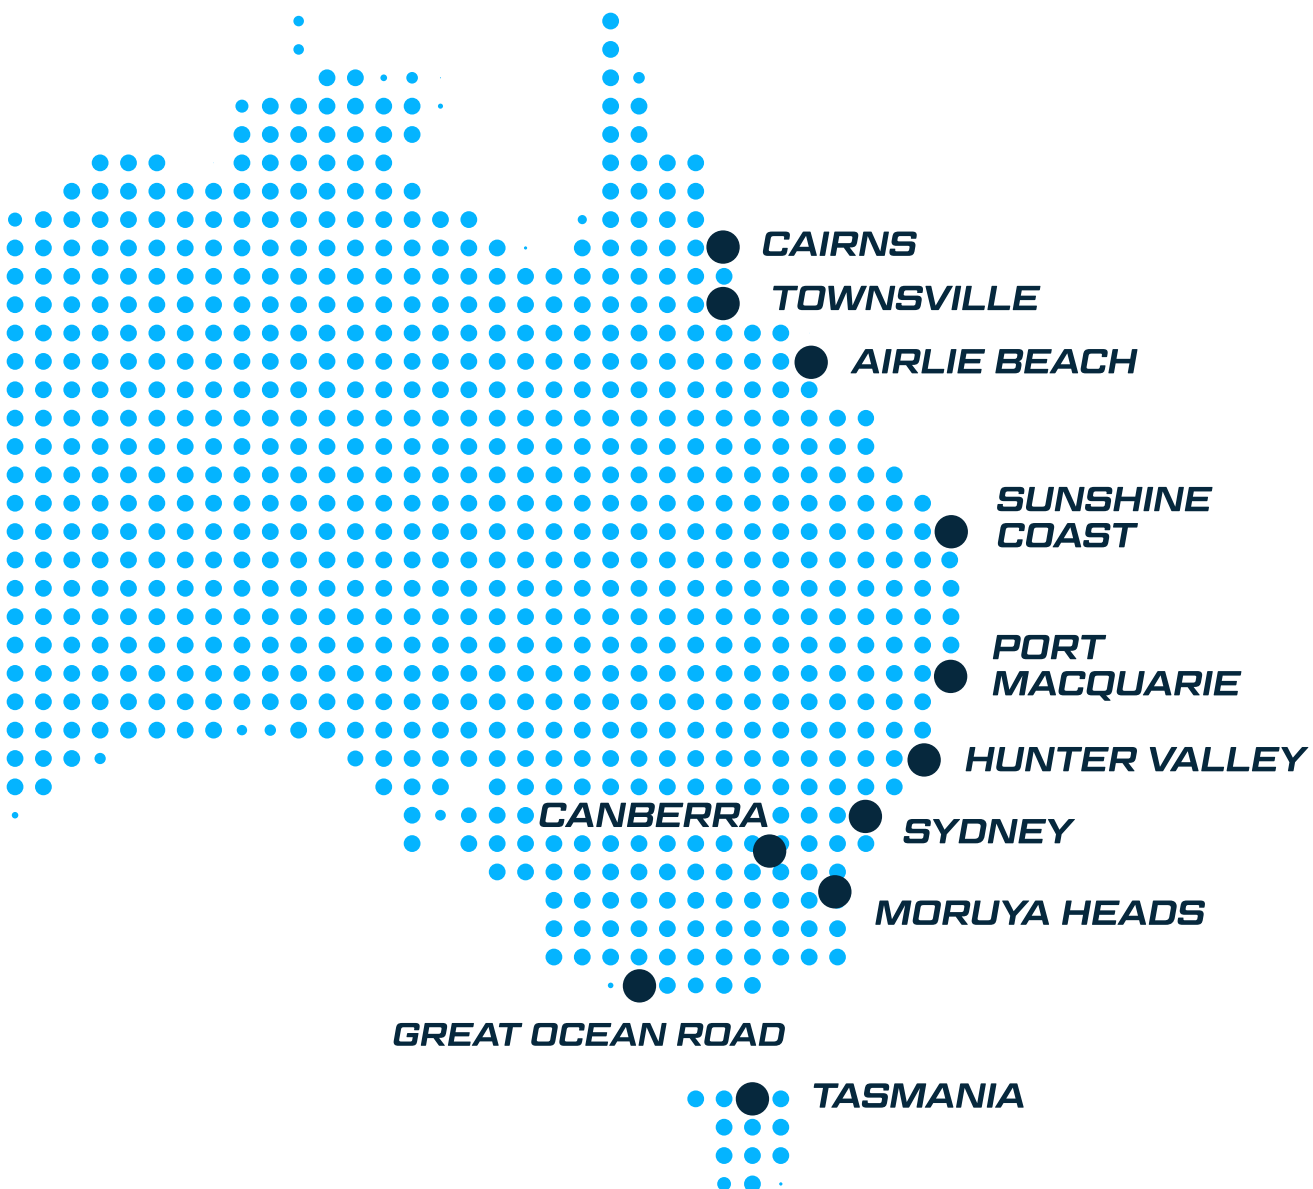 CAIRNS
TOWNSVILLE
AIRLIE BEACH
SUNSHINE
COAST
PORT
MACQUARIE
HUNTER VALLEY
CANBERRA
SYDNEY
MORUYA HEADS
GREAT OCEAN ROAD
TASMANIA